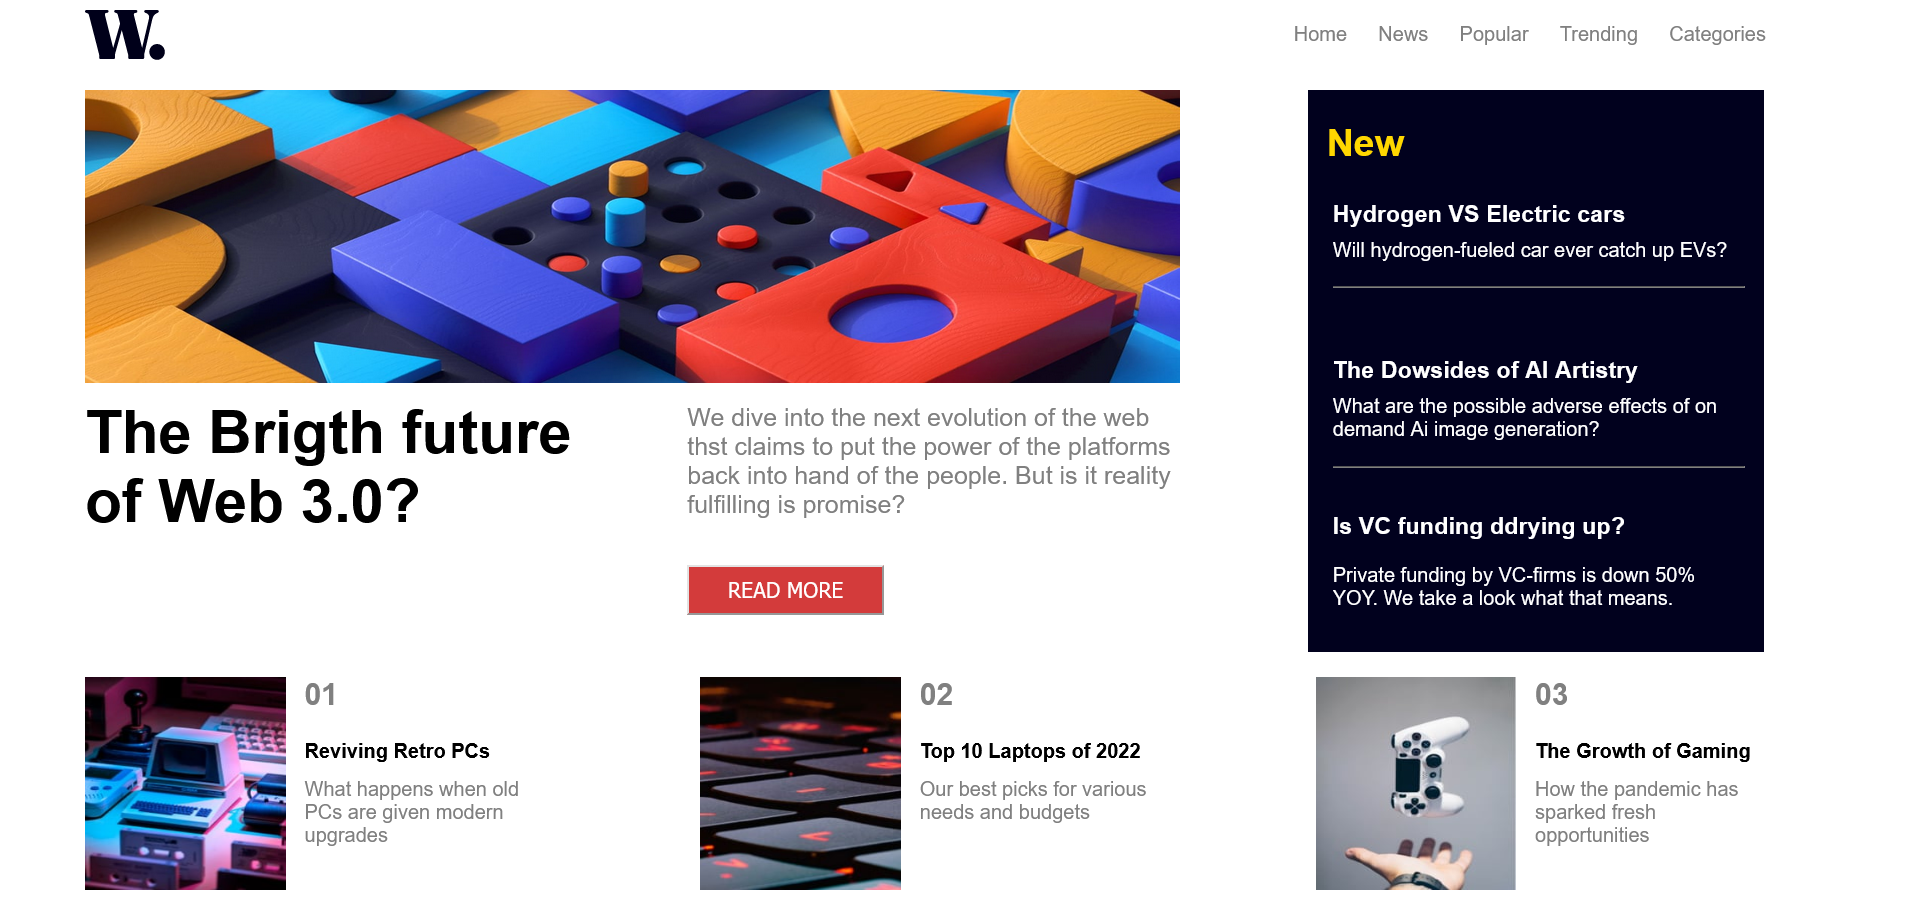 W.
Home News Popular Trending Categories
The Brigth future
of Web 3.0?
We dive into the next evolution of the web
thst claims to put the power of the platforms
back into hand of the people. But is it reality
fulfilling is promise?
READ MORE
New
Hydrogen VS Electric cars
Will hydrogen-fueled car ever catch up EVs?
The Dowsides of AI Artistry
What are the possible adverse effects of on
demand Ai image generation?
Is VC funding ddrying up?
Private funding by VC-firms is down 50%
YOY. We take a look what that means.
01
Reviving Retro PCs
What happens when old
PCs are given modern
upgrades
02
Top 10 Laptops of 2022
Our best picks for various
needs and budgets
03
The Growth of Gaming
How the pandemic has
sparked fresh
opportunities